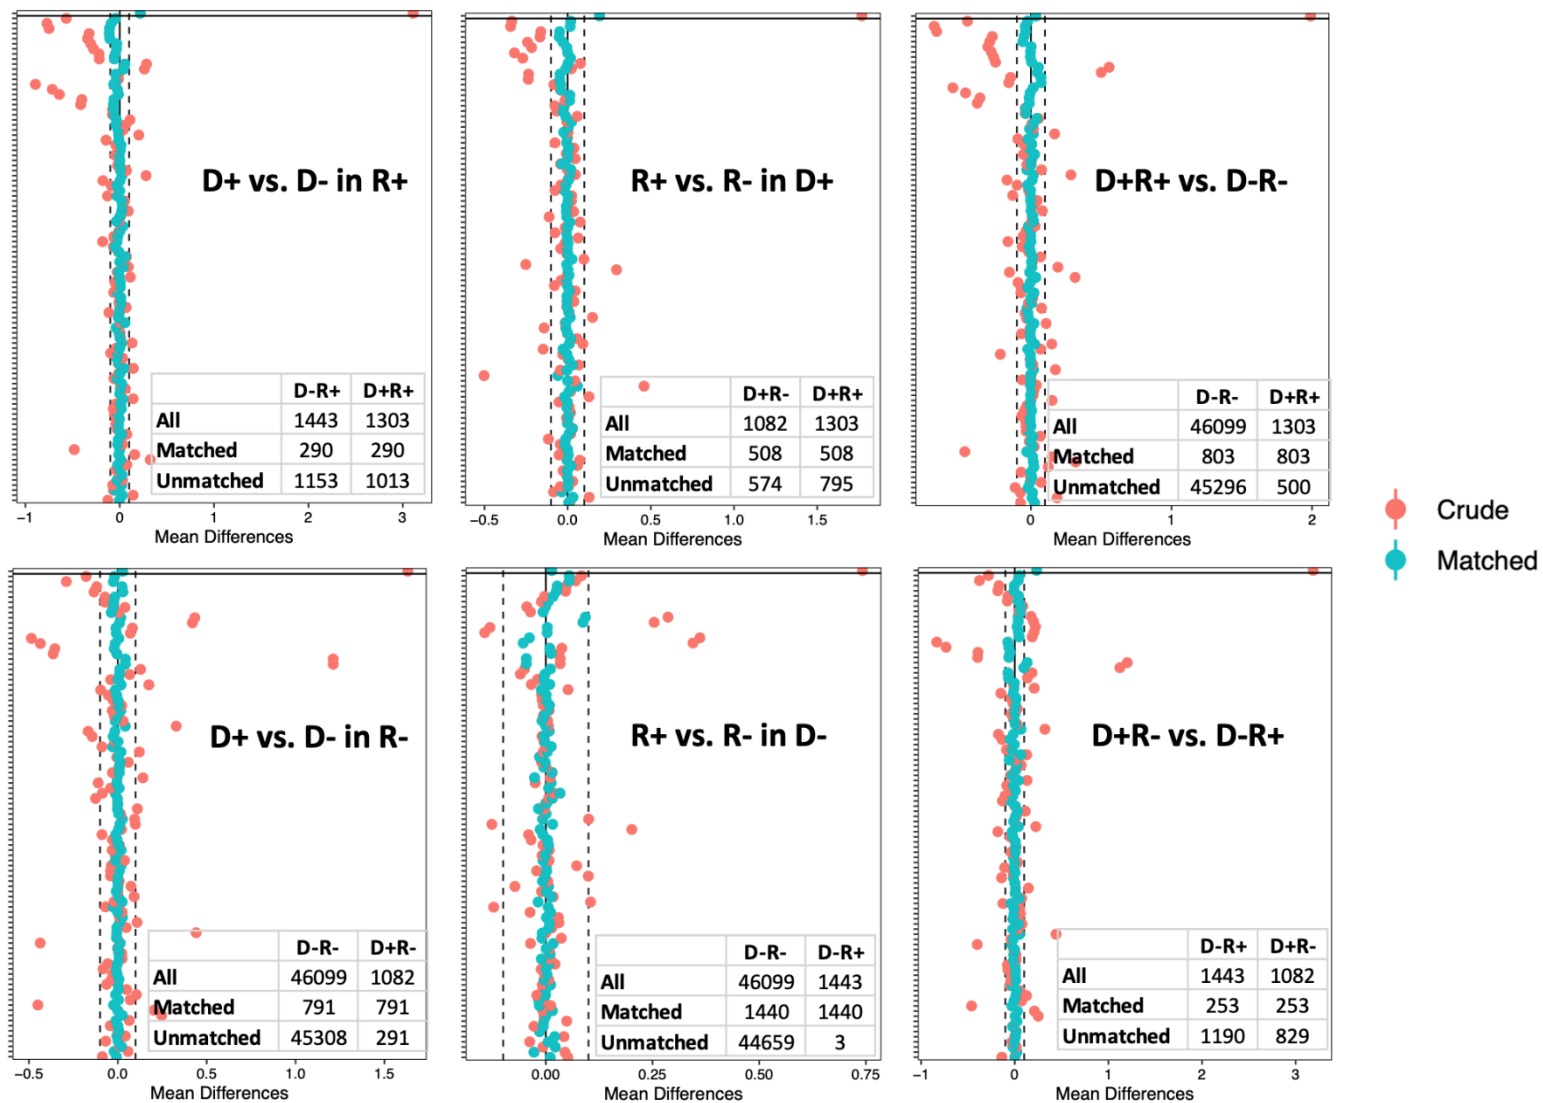 D+ vs. D- in R+
D-R+ D+R+
All 1443 1303
Matched 290 290
Unmatched 1153 1013
−1 0 1 2 3
Mean Differences
R+ vs. R- in D+
D+R- D+R+
All 1082 1303
Matched 508 508
Unmatched 574 795
−0.5 0.0 0.5 1.0 1.5
Mean Differences
D+R+ vs. D-R-
D-R- D+R+
All 46099 1303
Matched 803 803
Unmatched 45296 500
0 1 2
Mean Differences
Crude
Matched
D+ vs. D- in R-
D-R- D+R-
All 46099 1082
Matched 791 791
Unmatched 45308 291
−0.5 0.0 0.5 1.0 1.5
Mean Differences
R+ vs. R- in D-
D-R- D-R+
All 46099 1443
Matched 1440 1440
Unmatched 44659 3
0.00 0.25 0.50 0.75
Mean Differences
D+R- vs. D-R+
D-R+ D+R-
All 1443 1082
Matched 253 253
Unmatched 1190 829
−1 0 1 2 3
Mean Differences